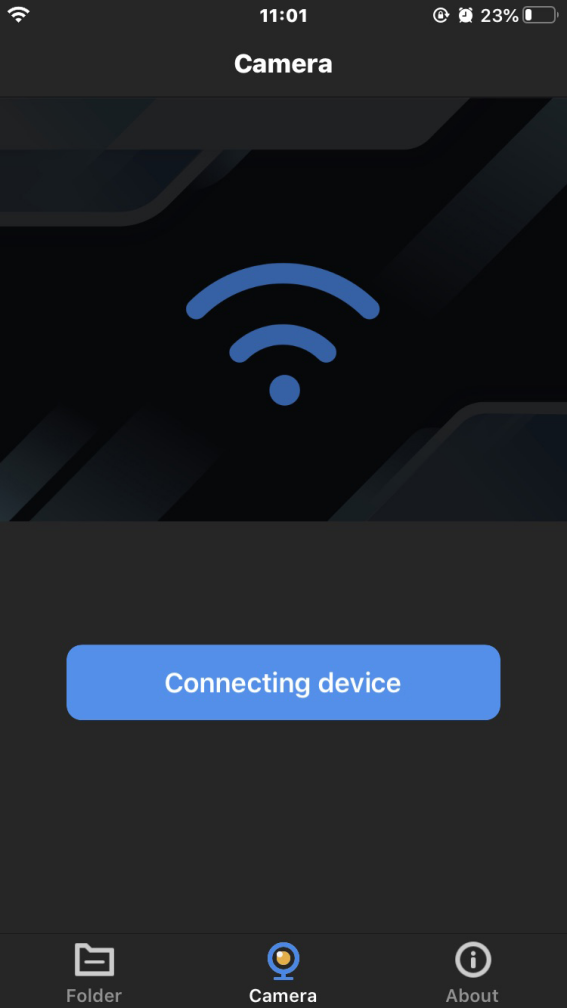 11:01
23%
Camera
Connecting device
Folder
Camera
About